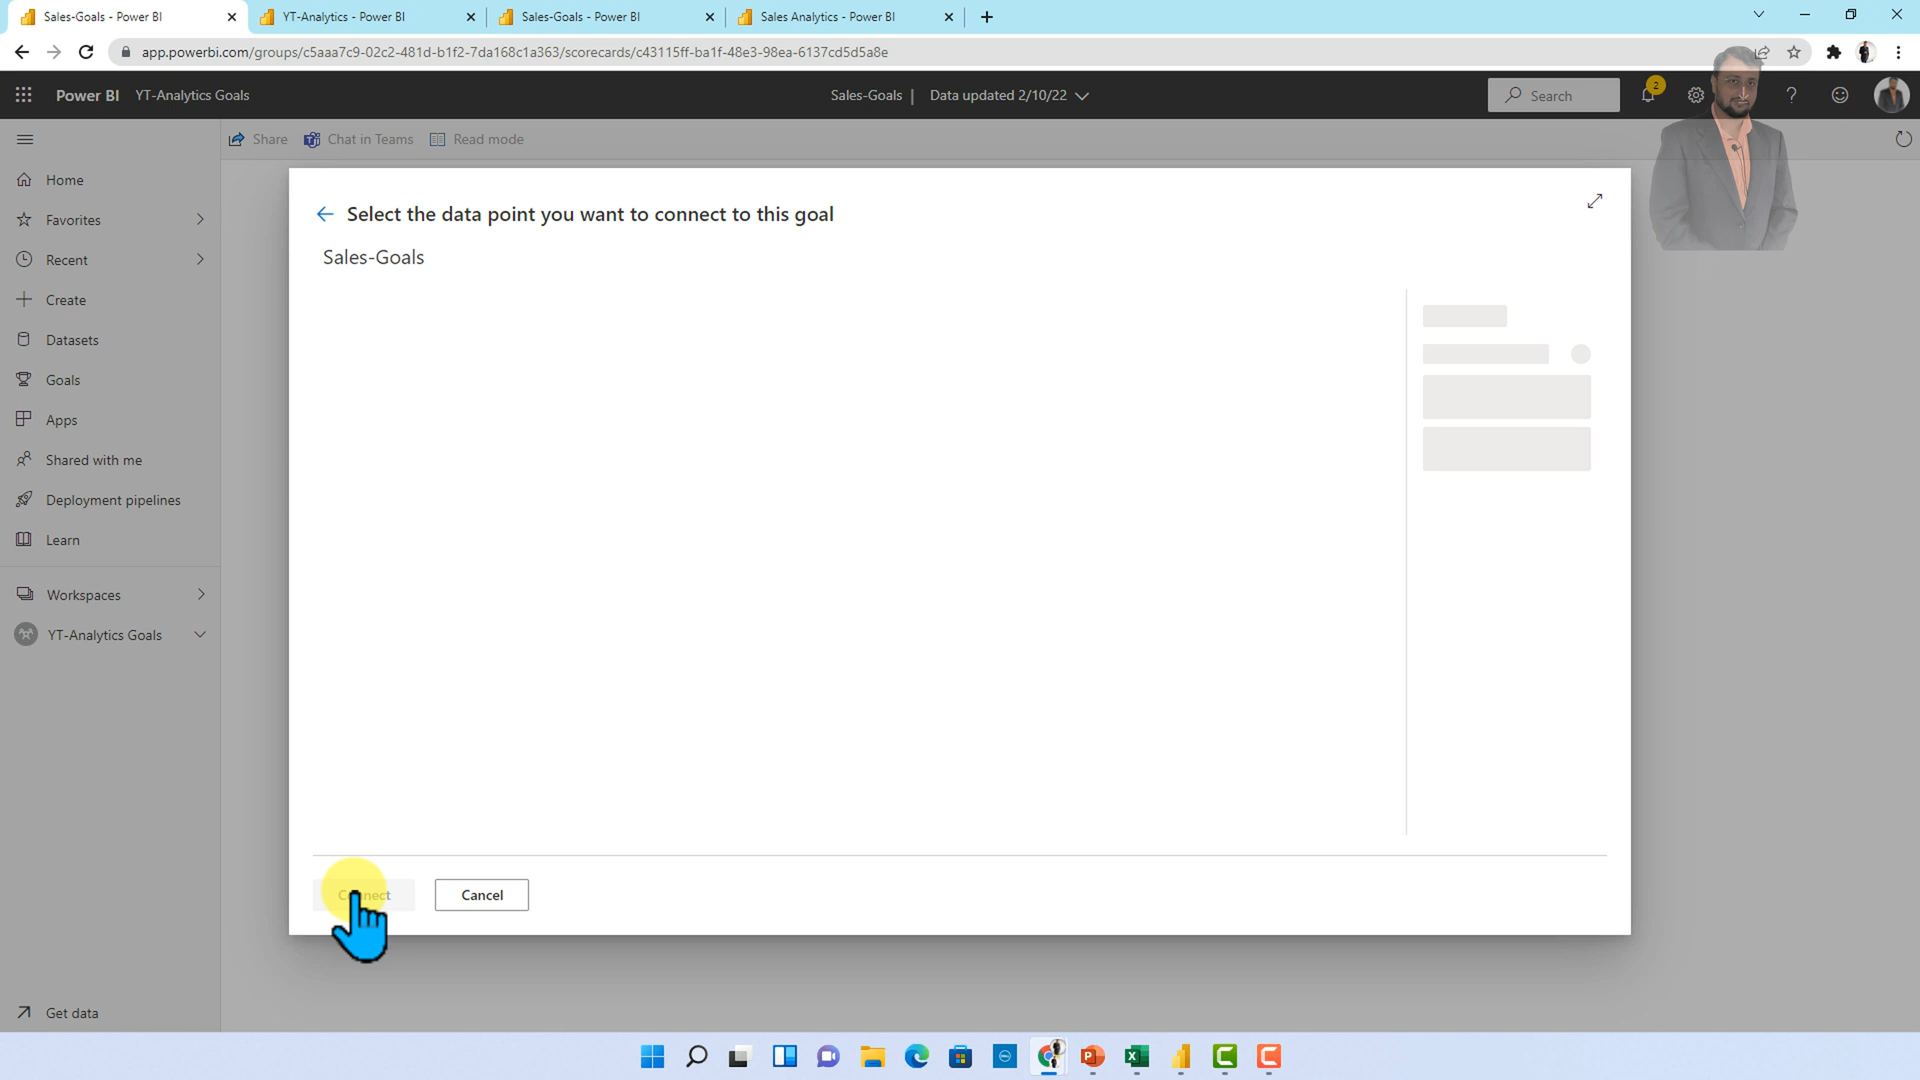 Sales-Goals - Power BI
YT-Analytics - Power BI
Sales-Goals - Power BI
Sales Analytics - Power BI
app.powerbi.com/groups/c5aaa7c9-02c2-481d-b1f2-7da168c1a363/scorecards/c43115ff-ba1f-48e3-98ea-6137cd5d5a8e
Power BI
YT-Analytics Goals
Sales-Goals | Data updated 2/10/22
Search
2
Share
Chat in Teams
Read mode
Home
Favorites
Recent
Create
Datasets
Goals
Apps
Shared with me
Deployment pipelines
Learn
Workspaces
YT-Analytics Goals
Get data
Select the data point you want to connect to this goal
Sales-Goals
Connect
Cancel